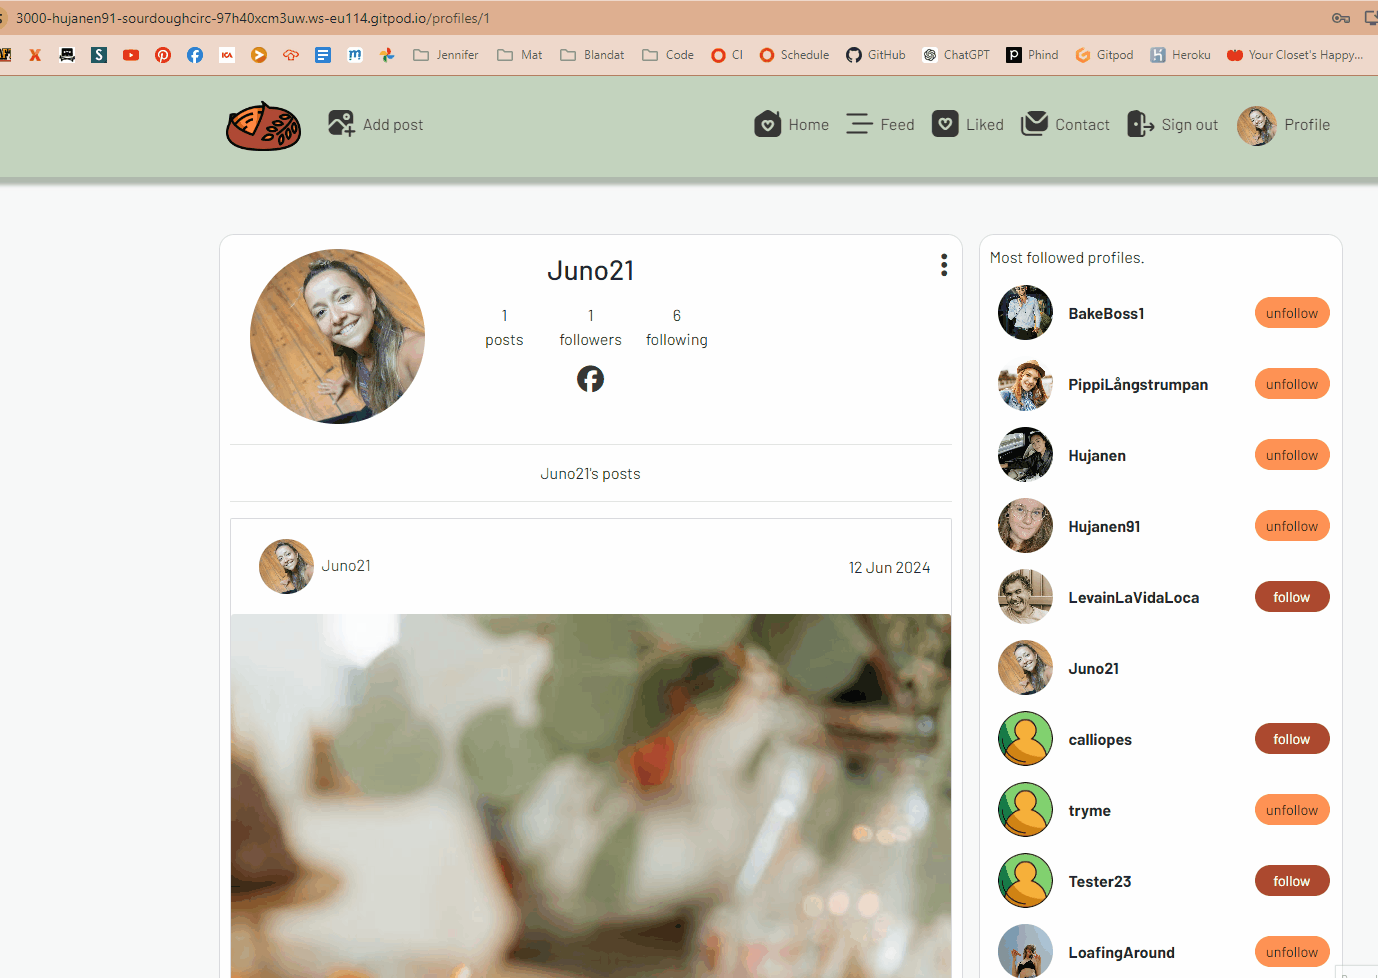 3000-hujanen91-sourdoughcirc-97h40xcm3uw.ws-eu114.gitpod.io/profiles/1
X S ICA m Jennifer Mat Blandat Code CI Schedule GitHub ChatGPT p Phind Gitpod Heroku Your Closet's Happy...
Add post Home Feed Liked Contact Sign out Profile
Juno21
1 1 6
posts followers following
Juno21's posts
Juno21 12 Jun 2024
Most followed profiles.
BakeBoss1 unfollow
PippiLångstrumpan unfollow
Hujanen unfollow
Hujanen91 unfollow
LevainLaVidaLoca follow
Juno21
calliopes follow
tryme unfollow
Tester23 follow
LoafingAround unfollow